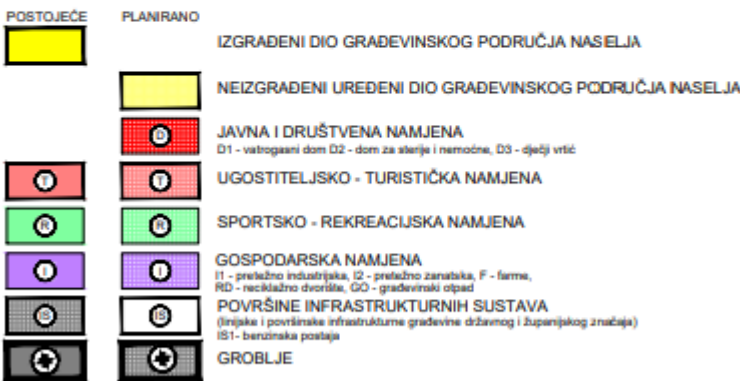 POSTOJEĆE PLANIRANO
IZGRAĐENI DIO GRAĐEVINSKOG PODRUČJA NASELJA
NEIZGRAĐENI UREĐENI DIO GRAĐEVINSKOG PODRUČJA NASELJA
D JAVNA I DRUŠTVENA NAMJENA
D1 - vatrogasni dom D2 - dom za sterije i nemoćne, D3 - dječji vrtić
T T UGOSTITELJSKO - TURISTIČKA NAMJENA
R R SPORTSKO - REKREACIJSKA NAMJENA
I I GOSPODARSKA NAMJENA
I1 - pretežno industrijska, I2 - pretežno zanatska, F - farme,
RD - reciklažno dvorište, GO - građevinski otpad
IS IS POVRŠINE INFRASTRUKTURNIH SUSTAVA
(linijske i površinske infrastrukturne građevine državnog i županijskog značaja)
IS1- benzinska postaja
GROBLJE